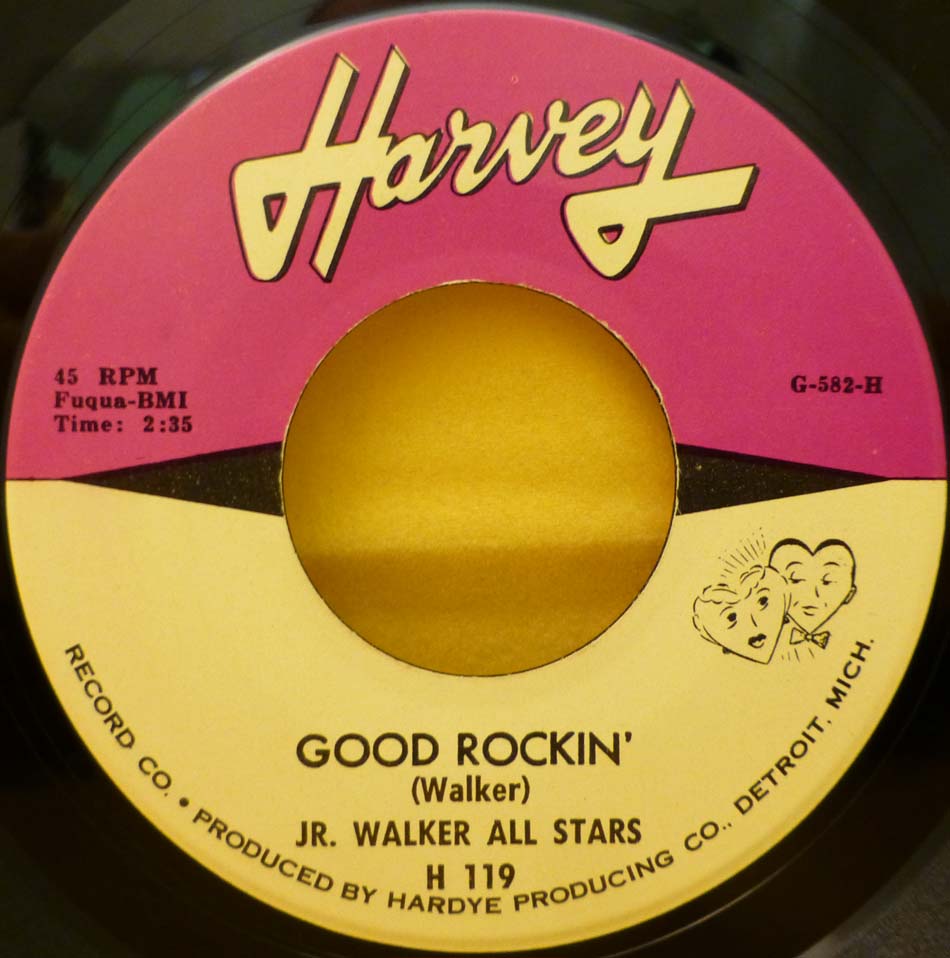 Harvey
45 RPM
Fuqua-BMI
Time: 2:35
G-582-H
GOOD ROCKIN'
(Walker)
JR. WALKER ALL STARS
H 119
RECORD CO. • PRODUCED BY HARDYE PRODUCING CO., DETROIT, MICH.